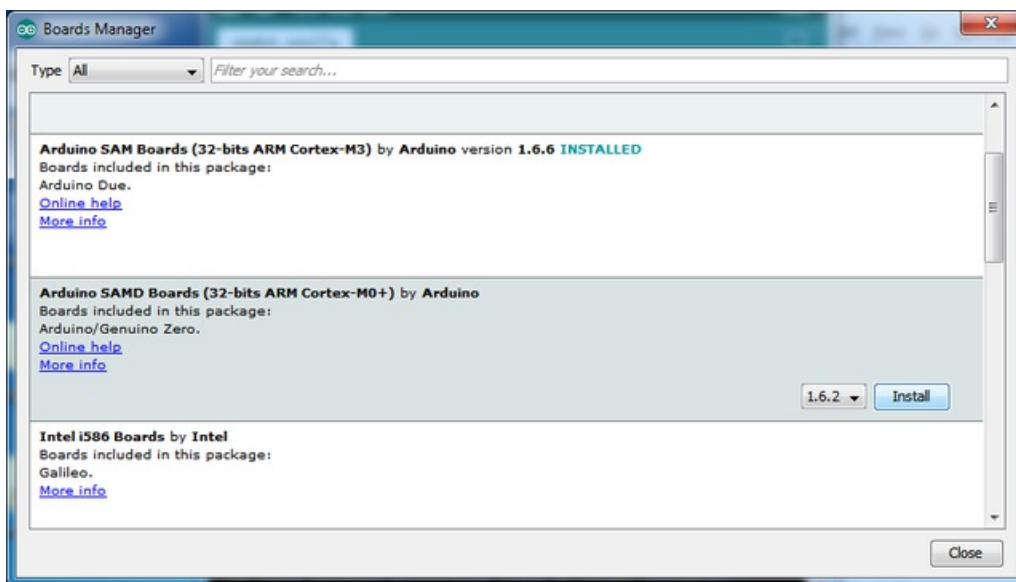 Boards Manager
Type All Filter your search...
Arduino SAM Boards (32-bits ARM Cortex-M3) by Arduino version 1.6.6 INSTALLED
Boards included in this package:
Arduino Due.
Online help
More info
Arduino SAMD Boards (32-bits ARM Cortex-M0+) by Arduino
Boards included in this package:
Arduino/Genuino Zero.
Online help
More info
1.6.2 Install
Intel i586 Boards by Intel
Boards included in this package:
Galileo.
More info
Close